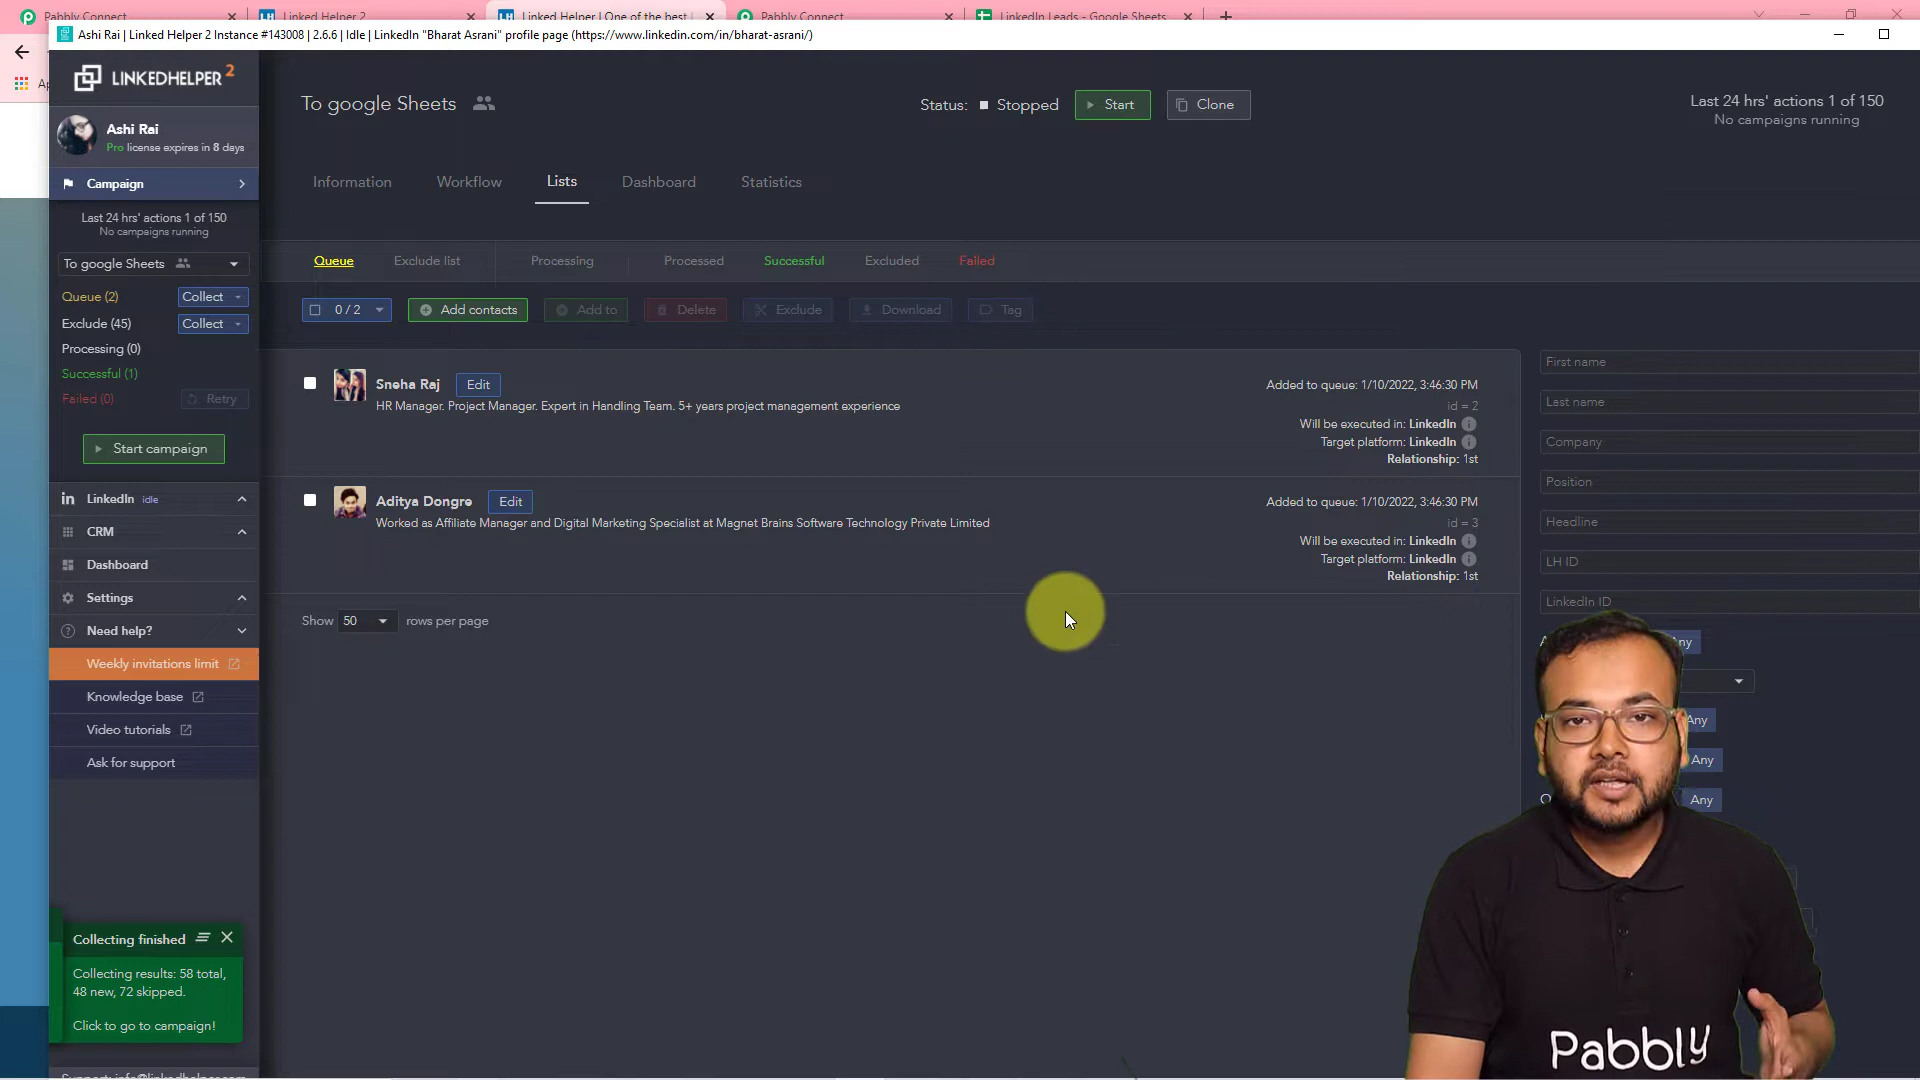 Pabbly Connect
Linked Helper 2
Linked Helper | One of the best
Pabbly Connect
LinkedIn Leads - Google Sheets
Ashi Rai | Linked Helper 2 Instance #143008 | 2.6.6 | Idle | LinkedIn "Bharat Asrani" profile page (https://www.linkedin.com/in/bharat-asrani/)
LINKEDHELPER 2
Ashi Rai
Pro license expires in 8 days
Campaign
Last 24 hrs' actions 1 of 150
No campaigns running
To google Sheets
Queue (2) Collect
Exclude (45) Collect
Processing (0)
Successful (1)
Failed (0) Retry
Start campaign
LinkedIn idle
CRM
Dashboard
Settings
Need help?
Weekly invitations limit
Knowledge base
Video tutorials
Ask for support
Collecting finished
Collecting results: 58 total,
48 new, 72 skipped.
Click to go to campaign!
Support: info@linkedhelper.com
To google Sheets
Status: Stopped Start Clone
Last 24 hrs' actions 1 of 150
No campaigns running
Information Workflow Lists Dashboard Statistics
Queue Exclude list Processing Processed Successful Excluded Failed
0 / 2 Add contacts Add to Delete Exclude Download Tag
Sneha Raj Edit
HR Manager. Project Manager. Expert in Handling Team. 5+ years project management experience
Added to queue: 1/10/2022, 3:46:30 PM
id = 2
Will be executed in: LinkedIn
Target platform: LinkedIn
Relationship: 1st
Aditya Dongre Edit
Worked as Affiliate Manager and Digital Marketing Specialist at Magnet Brains Software Technology Private Limited
Added to queue: 1/10/2022, 3:46:30 PM
id = 3
Will be executed in: LinkedIn
Target platform: LinkedIn
Relationship: 1st
Show 50 rows per page
First name
Last name
Company
Position
Headline
LH ID
LinkedIn ID
Any
Any
Any
Any
Pabbly